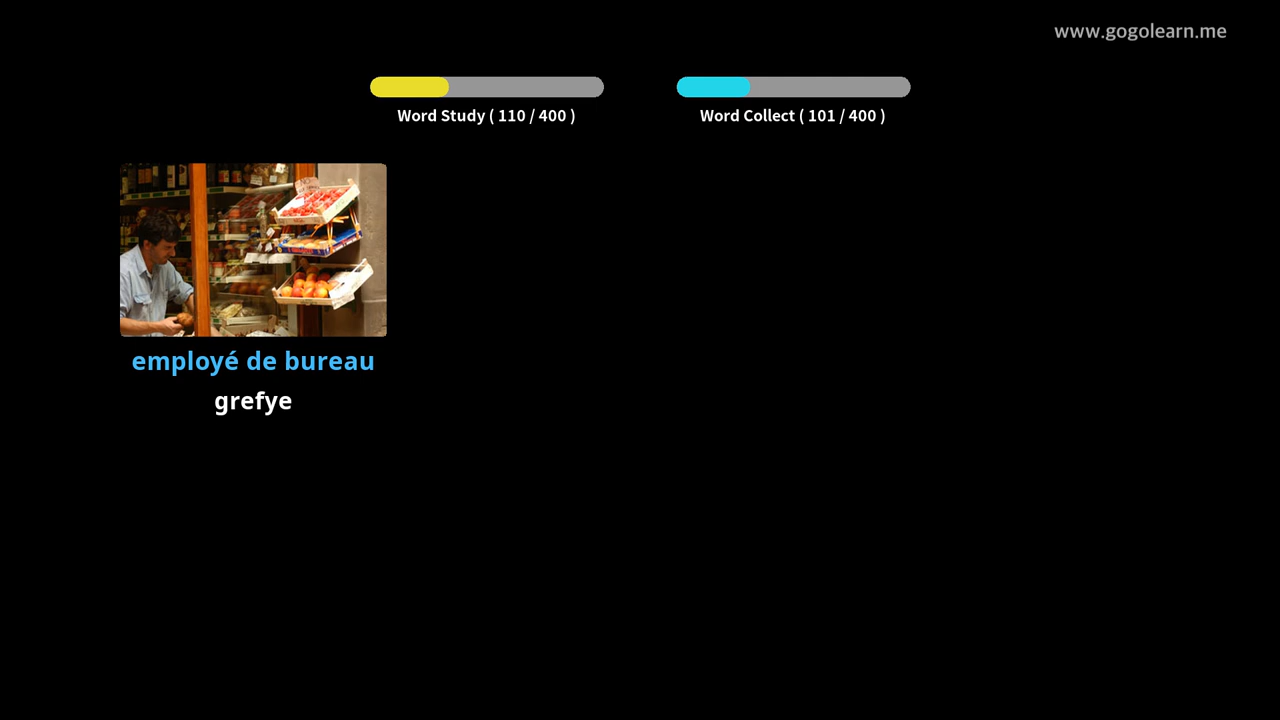 www.gogolearn.me
Word Study ( 110 / 400 )
Word Collect ( 101 / 400 )
employé de bureau
grefye